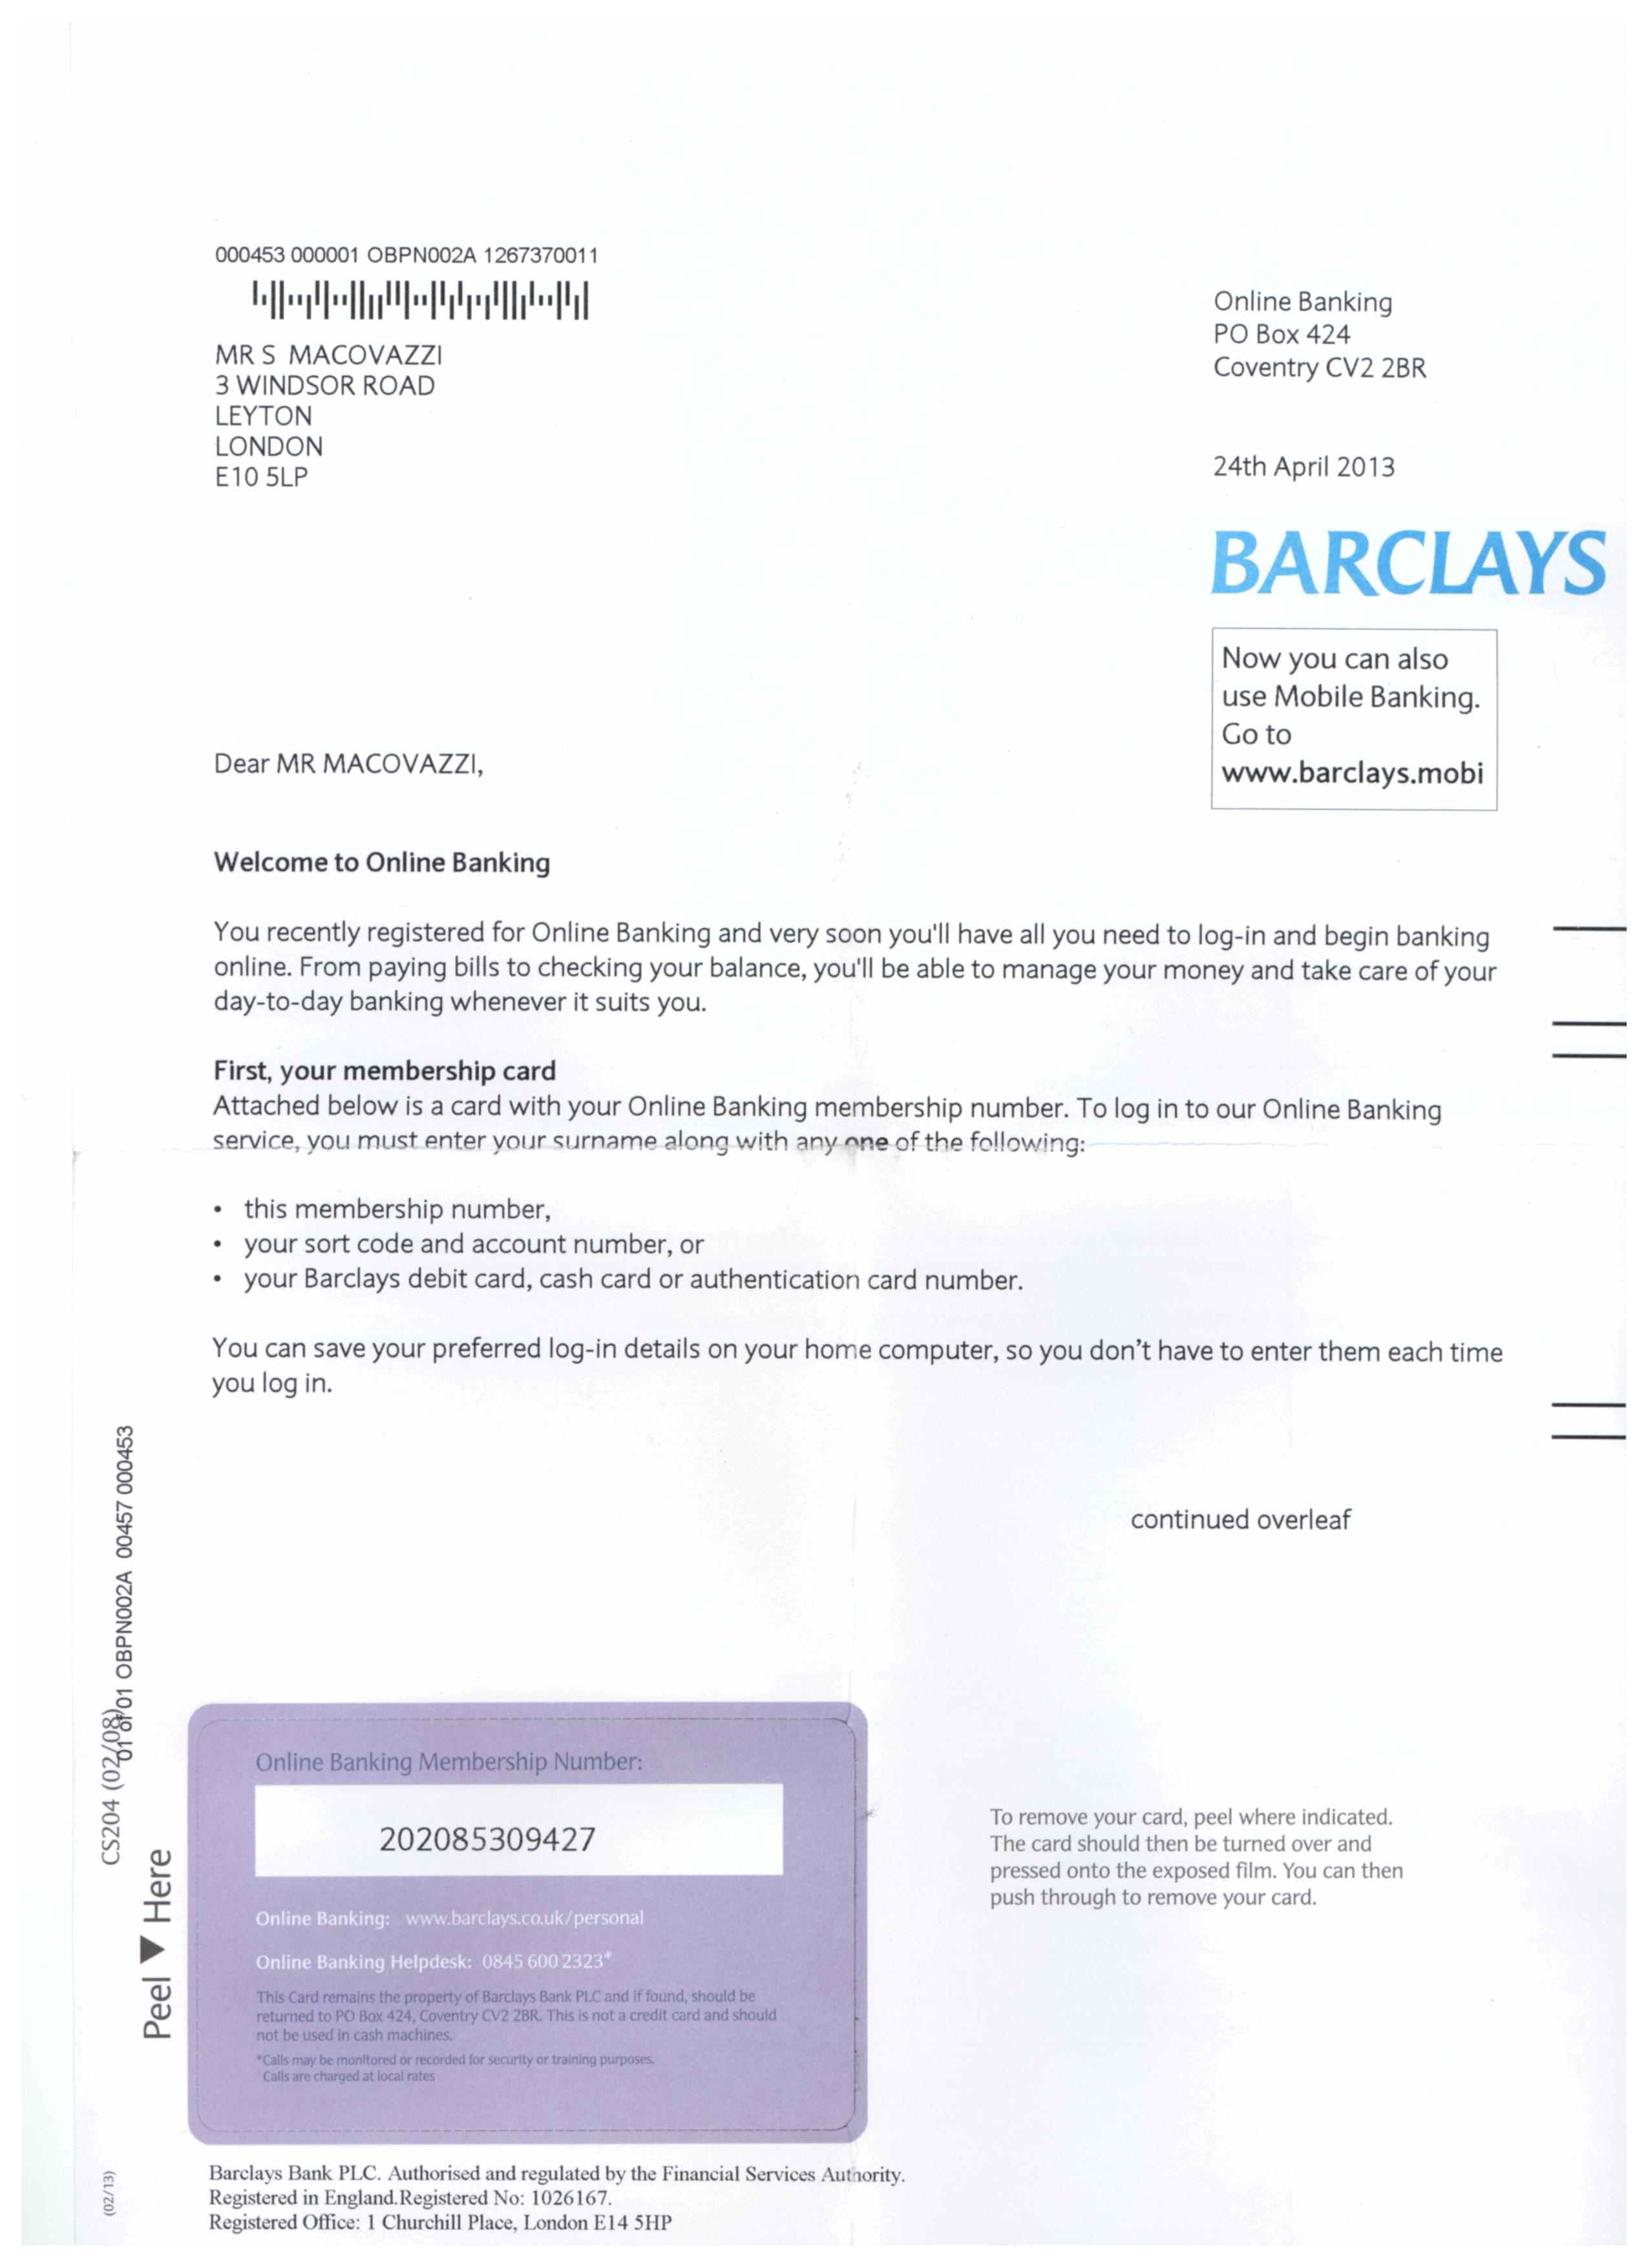 000453 000001 OBPN002A 1267370011
MR S MACOVAZZI
3 WINDSOR ROAD
LEYTON
LONDON
E10 5LP
Online Banking
PO Box 424
Coventry CV2 2BR
24th April 2013
BARCLAYS
Now you can also
use Mobile Banking.
Go to
www.barclays.mobi
Dear MR MACOVAZZI,
Welcome to Online Banking
You recently registered for Online Banking and very soon you'll have all you need to log-in and begin banking
online. From paying bills to checking your balance, you'll be able to manage your money and take care of your
day-to-day banking whenever it suits you.
First, your membership card
Attached below is a card with your Online Banking membership number. To log in to our Online Banking
service, you must enter your surname along with any one of the following:
• this membership number,
• your sort code and account number, or
• your Barclays debit card, cash card or authentication card number.
You can save your preferred log-in details on your home computer, so you don't have to enter them each time
you log in.
continued overleaf
CS204 (02/08)
01 of 01 OBPN002A 00457 000453
Peel ▼ Here
Online Banking Membership Number:
202085309427
Online Banking: www.barclays.co.uk/personal
Online Banking Helpdesk: 0845 600 2323*
This Card remains the property of Barclays Bank PLC and if found, should be
returned to PO Box 424, Coventry CV2 2BR. This is not a credit card and should
not be used in cash machines.
*Calls may be monitored or recorded for security or training purposes.
Calls are charged at local rates
To remove your card, peel where indicated.
The card should then be turned over and
pressed onto the exposed film. You can then
push through to remove your card.
(02/13)
Barclays Bank PLC. Authorised and regulated by the Financial Services Authority.
Registered in England.Registered No: 1026167.
Registered Office: 1 Churchill Place, London E14 5HP